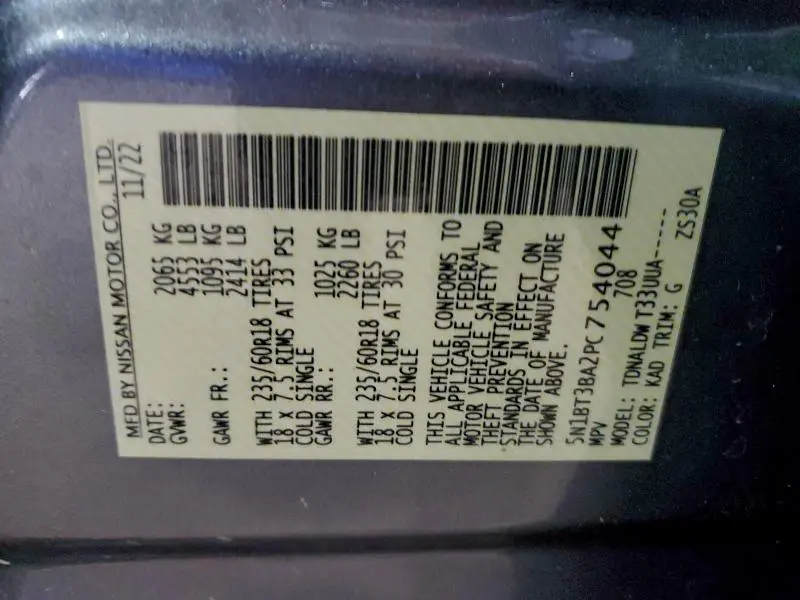 MFD BY NISSAN MOTOR CO., LTD.
DATE: 11/22
GVWR: 2065 KG
4553 LB
GAWR FR.: 1095 KG
2414 LB
WITH 235/60R18 TIRES
18 X 7.5 RIMS AT 33 PSI
COLD SINGLE
GAWR RR.: 1025 KG
2260 LB
WITH 235/60R18 TIRES
18 X 7.5 RIMS AT 30 PSI
COLD SINGLE
THIS VEHICLE CONFORMS TO
ALL APPLICABLE FEDERAL
MOTOR VEHICLE SAFETY AND
THEFT PREVENTION
STANDARDS IN EFFECT ON
THE DATE OF MANUFACTURE
SHOWN ABOVE.
5N1BT3BA2PC754044
MPV 708
MODEL: TDNALDW T33UUA-----
COLOR: KAD TRIM: G ZS30A